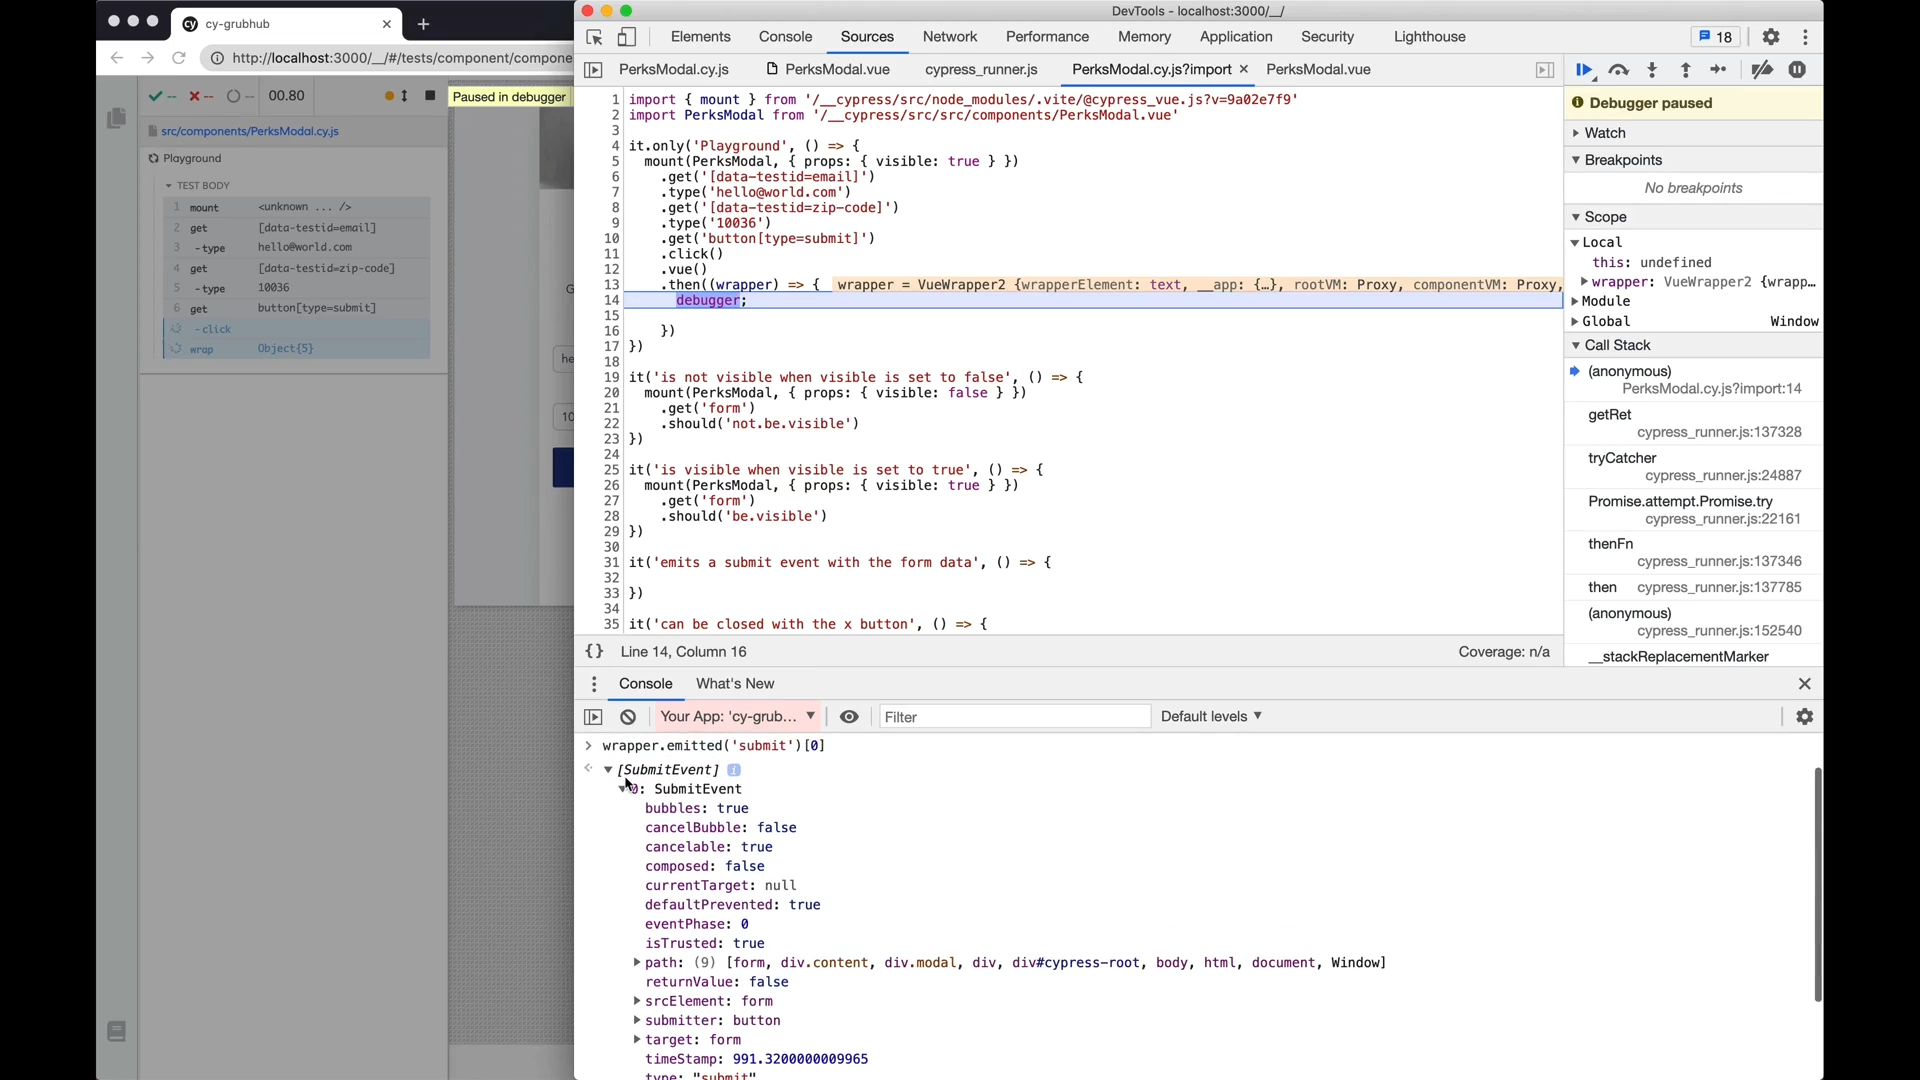 cy-grubhub
http://localhost:3000/__/#/tests/component/compone
-- -- -- 00.80
Paused in debugger
src/components/PerksModal.cy.js
Playground
TEST BODY
1 mount <unknown ... />
2 get [data-testid=email]
3 -type hello@world.com
4 get [data-testid=zip-code]
5 -type 10036
6 get button[type=submit]
-click
wrap Object{5}
G
he
10
DevTools - localhost:3000/__/
Elements Console Sources Network Performance Memory Application Security Lighthouse 18
PerksModal.cy.js PerksModal.vue cypress_runner.js PerksModal.cy.js?import PerksModal.vue
1 import { mount } from '/__cypress/src/node_modules/.vite/@cypress_vue.js?v=9a02e7f9'
2 import PerksModal from '/__cypress/src/src/components/PerksModal.vue'
3
4 it.only('Playground', () => {
5 mount(PerksModal, { props: { visible: true } })
6 .get('[data-testid=email]')
7 .type('hello@world.com')
8 .get('[data-testid=zip-code]')
9 .type('10036')
10 .get('button[type=submit]')
11 .click()
12 .vue()
13 .then((wrapper) => { wrapper = VueWrapper2 {wrapperElement: text, __app: {…}, rootVM: Proxy, componentVM: Proxy,
14 debugger;
15
16 })
17 })
18
19 it('is not visible when visible is set to false', () => {
20 mount(PerksModal, { props: { visible: false } })
21 .get('form')
22 .should('not.be.visible')
23 })
24
25 it('is visible when visible is set to true', () => {
26 mount(PerksModal, { props: { visible: true } })
27 .get('form')
28 .should('be.visible')
29 })
30
31 it('emits a submit event with the form data', () => {
32
33 })
34
35 it('can be closed with the x button', () => {
{} Line 14, Column 16 Coverage: n/a
Debugger paused
Watch
Breakpoints
No breakpoints
Scope
Local
this: undefined
wrapper: VueWrapper2 {wrapp…
Module
Global Window
Call Stack
(anonymous)
PerksModal.cy.js?import:14
getRet
cypress_runner.js:137328
tryCatcher
cypress_runner.js:24887
Promise.attempt.Promise.try
cypress_runner.js:22161
thenFn
cypress_runner.js:137346
then cypress_runner.js:137785
(anonymous)
cypress_runner.js:152540
__stackReplacementMarker
Console What's New
Your App: 'cy-grub... Filter Default levels
wrapper.emitted('submit')[0]
[SubmitEvent] i
0: SubmitEvent
bubbles: true
cancelBubble: false
cancelable: true
composed: false
currentTarget: null
defaultPrevented: true
eventPhase: 0
isTrusted: true
path: (9) [form, div.content, div.modal, div, div#cypress-root, body, html, document, Window]
returnValue: false
srcElement: form
submitter: button
target: form
timeStamp: 991.3200000009965
type: "submit"